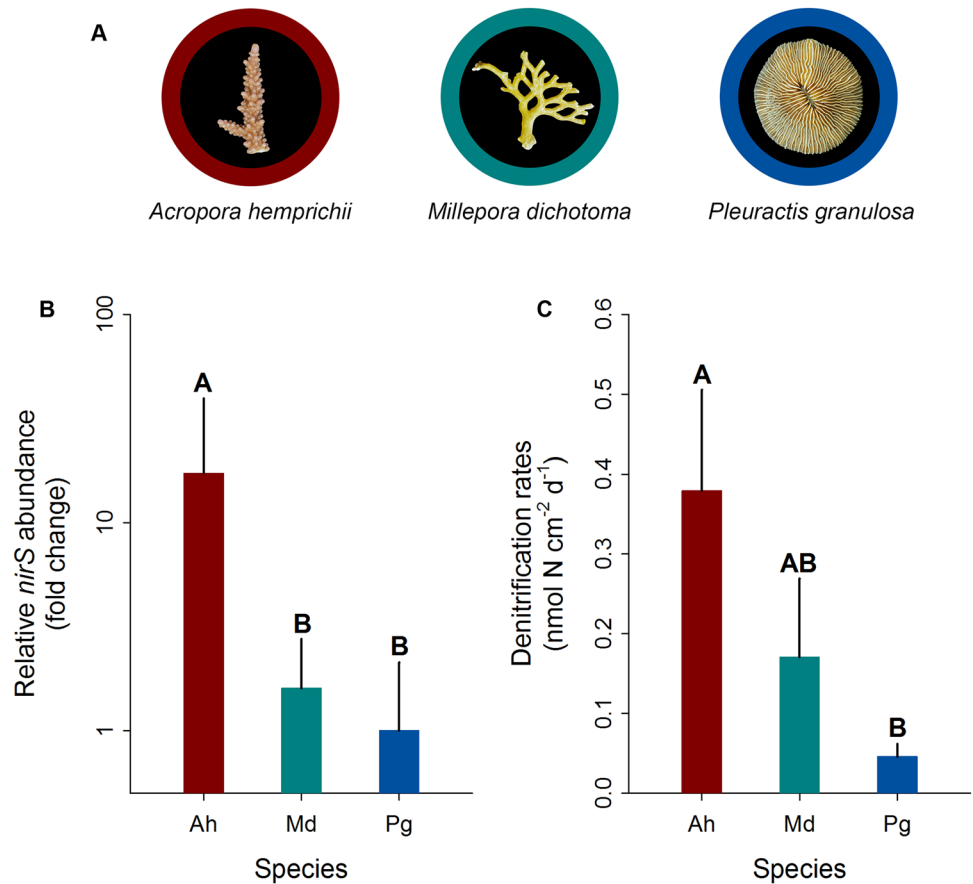 A
Acropora hemprichii
Millepora dichotoma
Pleuractis granulosa
B
Relative nirS abundance
(fold change)
100
10
1
A
B
B
Ah
Md
Pg
Species
C
Denitrification rates
(nmol N cm⁻² d⁻¹)
0.6
0.5
0.4
0.3
0.2
0.1
0.0
A
AB
B
Ah
Md
Pg
Species